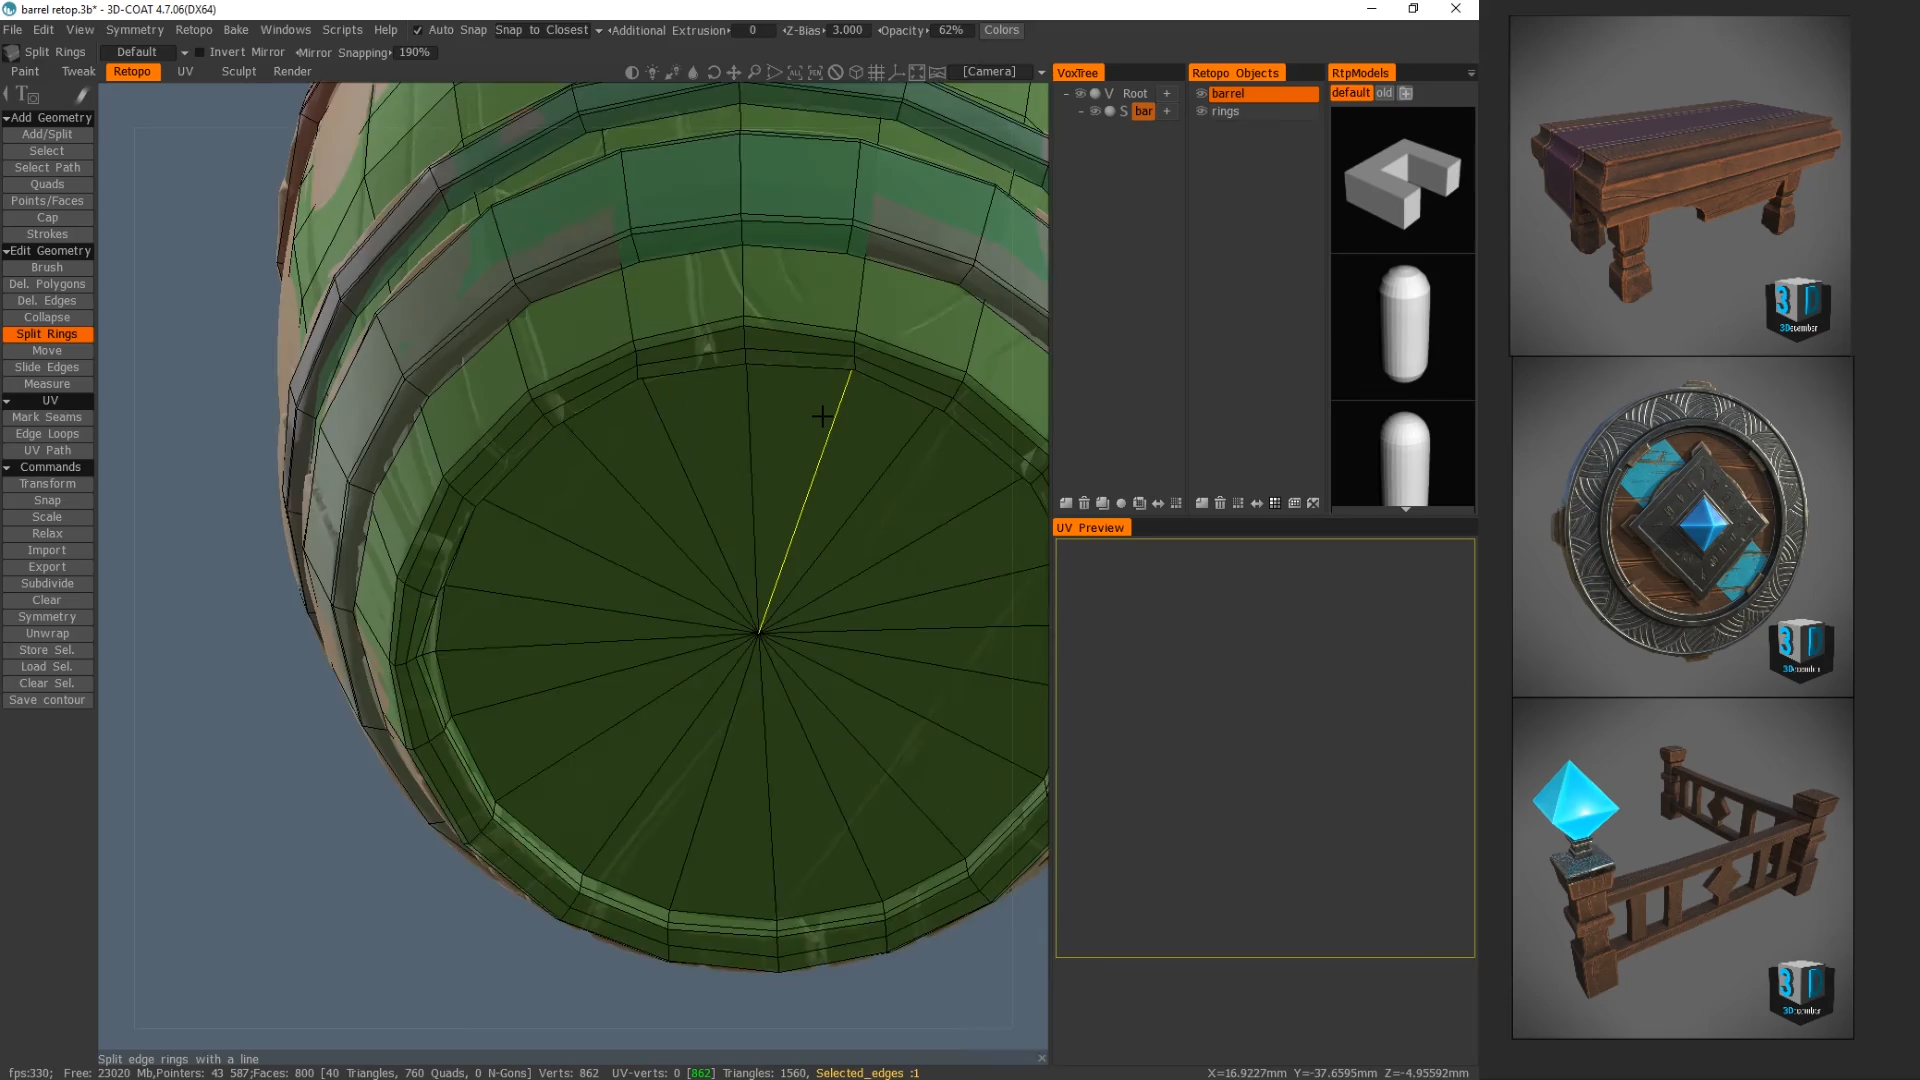 barrel retop.3b* - 3D-COAT 4.7.06(DX64)
File Edit View Symmetry Retopo Bake Windows Scripts Help Auto Snap Snap to Closest Additional Extrusion 0 Z-Bias 3.000 Opacity 62% Colors
Split Rings Default Invert Mirror Mirror Snapping 190%
Paint Tweak Retopo UV Sculpt Render [Camera]
VoxTree Retopo Objects RtpModels
V Root + barrel default old
S bar + rings
Add Geometry
Add/Split
Select
Select Path
Quads
Points/Faces
Cap
Strokes
Edit Geometry
Brush
Del. Polygons
Del. Edges
Collapse
Split Rings
Move
Slide Edges
Measure
UV
Mark Seams
Edge Loops
UV Path
Commands
Transform
Snap
Scale
Relax
Import
Export
Subdivide
Clear
Symmetry
Unwrap
Store Sel.
Load Sel.
Clear Sel.
Save contour
UV Preview
3D
3December
3D
3December
3D
3December
Split edge rings with a line
fps:330; Free: 23020 Mb,Pointers: 43 587;Faces: 800 [40 Triangles, 760 Quads, 0 N-Gons] Verts: 862 UV-verts: 0 [862] Triangles: 1560, Selected_edges :1
X=16.9227mm Y=-37.6595mm Z=-4.95592mm